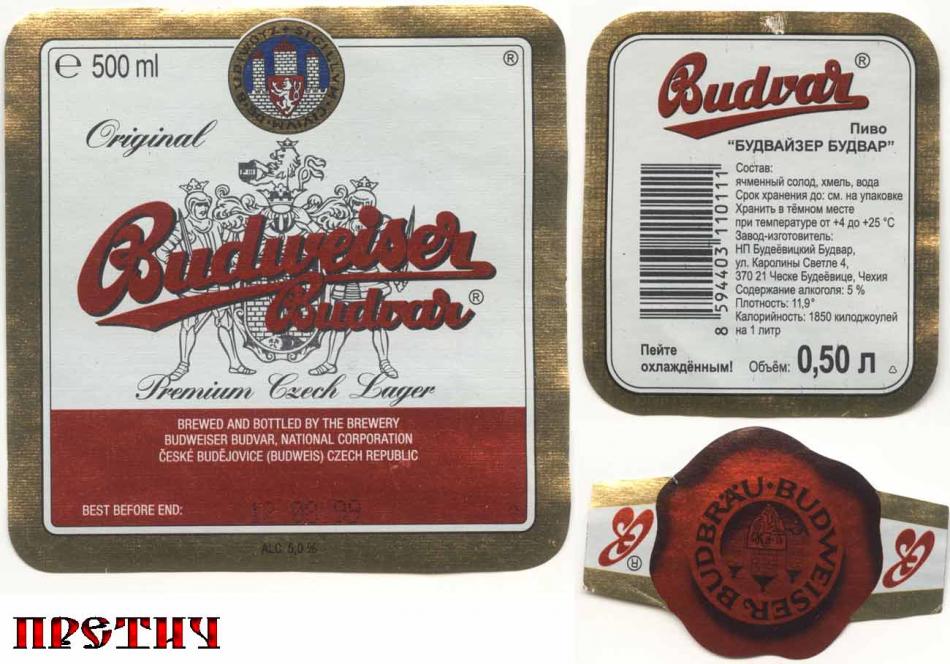 ℮ 500 ml
®
Original
Budweiser
Budvar ®
Premium Czech Lager
BREWED AND BOTTLED BY THE BREWERY
BUDWEISER BUDVAR, NATIONAL CORPORATION
ČESKÉ BUDĚJOVICE (BUDWEIS) CZECH REPUBLIC
BEST BEFORE END:
ALC. 5,0 %
Budvar ®
Пиво
"БУДВАЙЗЕР БУДВАР"
Состав:
ячменный солод, хмель, вода
Срок хранения до: см. на упаковке
Хранить в тёмном месте
при температуре от +4 до +25 °C
Завод-изготовитель:
НП Будеёвицкий Будвар,
ул. Каролины Светле 4,
370 21 Ческе Будеёвице, Чехия
Содержание алкоголя: 5 %
Плотность: 11,9°
Калорийность: 1850 килоджоулей
на 1 литр
8 594403 110111
Пейте
охлаждённым!
Объём: 0,50 л
BUDBRÄU · BUDWEISER
®
ПРЕТИЧ